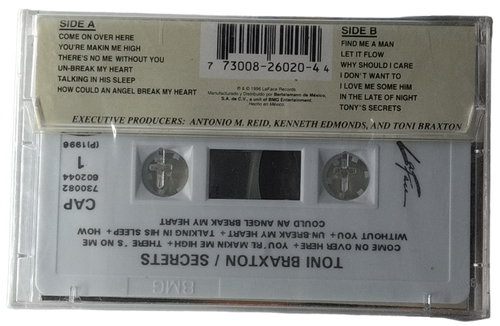 SIDE A
COME ON OVER HERE
YOU'RE MAKIN ME HIGH
THERE'S NO ME WITHOUT YOU
UN-BREAK MY HEART
TALKING IN HIS SLEEP
HOW COULD AN ANGEL BREAK MY HEART
7 73008-26020-4 4
℗ & © 1996 LaFace Records
Manufacturado y Distribuido por Bertelsmann de México,
S.A. de C.V., a unit of BMG Entertainment.
Hecho en México
SIDE B
FIND ME A MAN
LET IT FLOW
WHY SHOULD I CARE
I DON'T WANT TO
I LOVE ME SOME HIM
IN THE LATE OF NIGHT
TONY'S SECRETS
EXECUTIVE PRODUCERS: ANTONIO M. REID, KENNETH EDMONDS, AND TONI BRAXTON
LaFace
BMG
TONI BRAXTON / SECRETS
COME ON OVER HERE + YOU'RE MAKIN ME HIGH + THERE'S NO ME
WITHOUT YOU + UN-BREAK MY HEART + TALKING IN HIS SLEEP + HOW
COULD AN ANGEL BREAK MY HEART
CAP
730082
602044
(P)1996
1